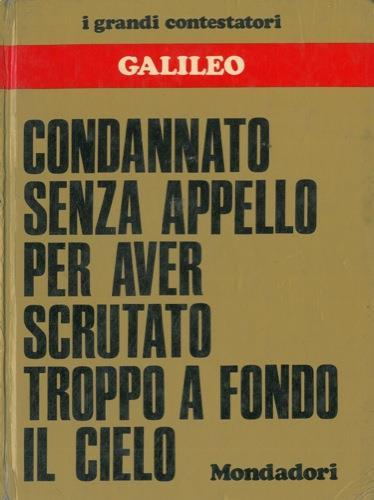 i grandi contestatori
GALILEO
CONDANNATO
SENZA APPELLO
PER AVER
SCRUTATO
TROPPO A FONDO
IL CIELO
Mondadori